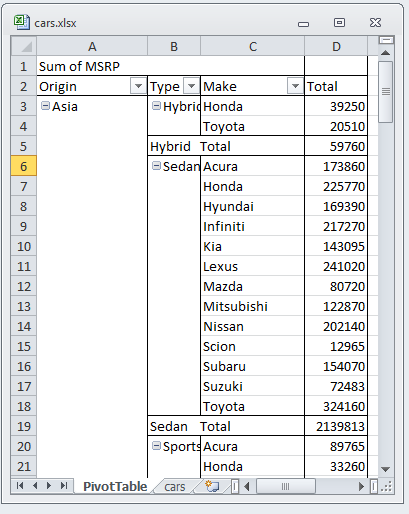 cars.xlsx
A B C D
1 Sum of MSRP
2 Origin Type Make Total
3 Asia Hybrid Honda 39250
4 Toyota 20510
5 Hybrid Total 59760
6 Sedan Acura 173860
7 Honda 225770
8 Hyundai 169390
9 Infiniti 217270
10 Kia 143095
11 Lexus 241020
12 Mazda 80720
13 Mitsubishi 122870
14 Nissan 202140
15 Scion 12965
16 Subaru 154070
17 Suzuki 72483
18 Toyota 324160
19 Sedan Total 2139813
20 Sports Acura 89765
21 Honda 33260
PivotTable cars